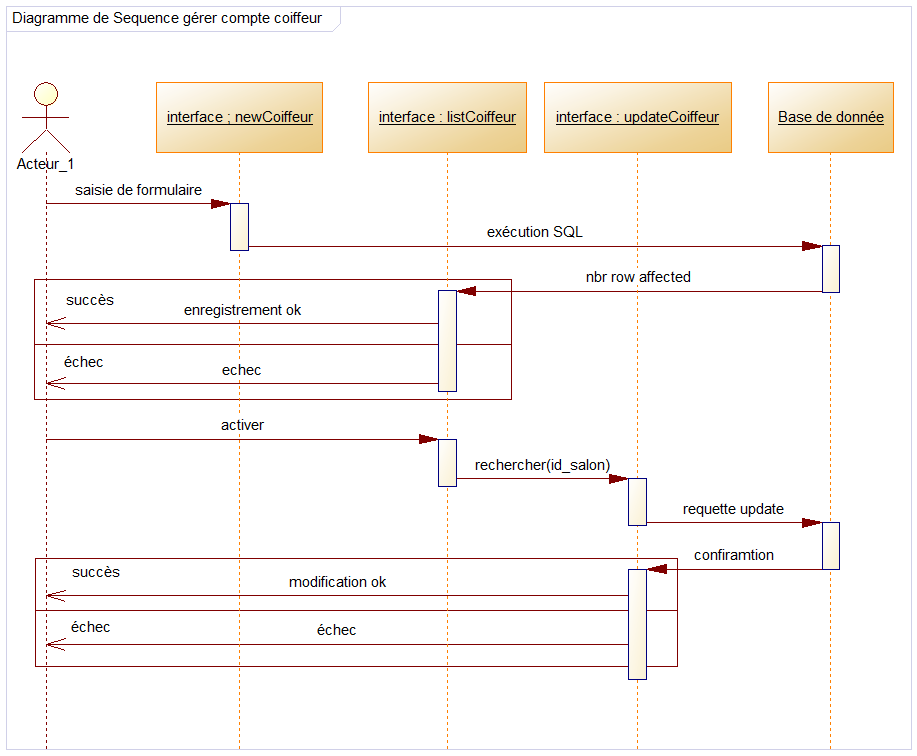 Diagramme de Sequence gérer compte coiffeur
Acteur_1
interface ; newCoiffeur
interface : listCoiffeur
interface : updateCoiffeur
Base de donnée
saisie de formulaire
exécution SQL
nbr row affected
succès
enregistrement ok
échec
echec
activer
rechercher(id_salon)
requette update
confiramtion
succès
modification ok
échec
échec